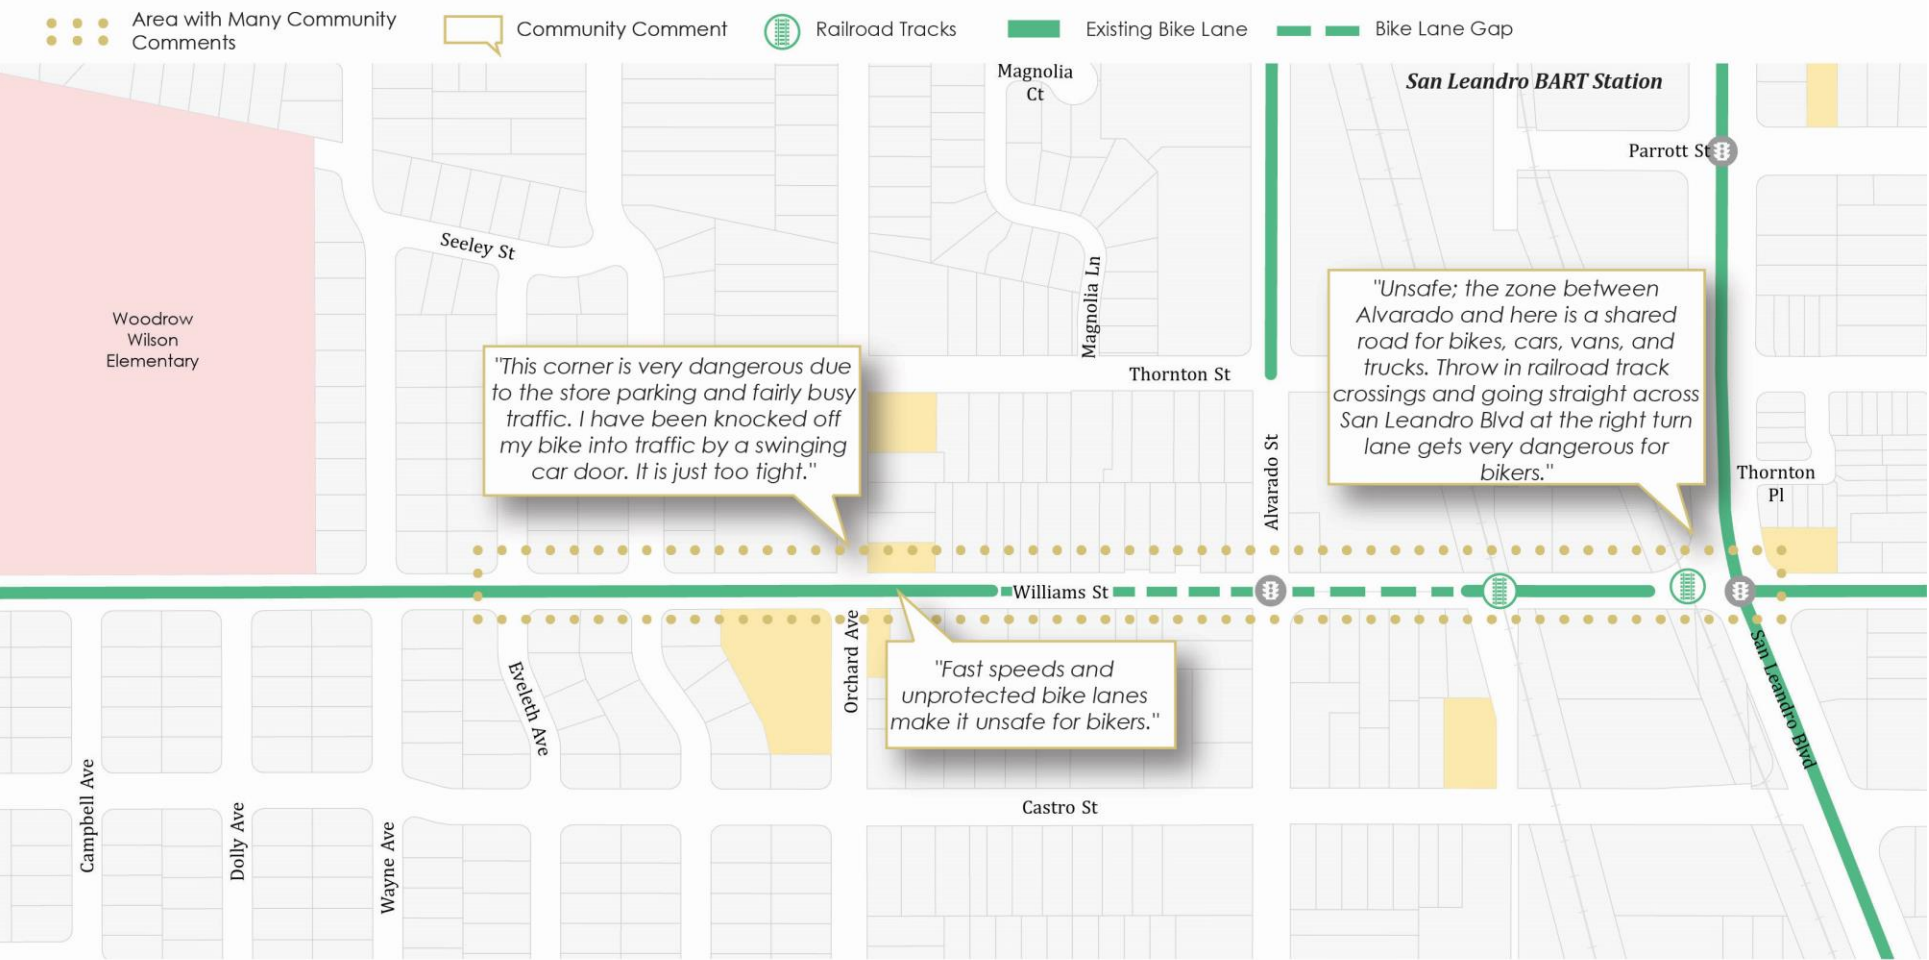 Area with Many Community
Comments
Community Comment
Railroad Tracks
Existing Bike Lane
Bike Lane Gap
Magnolia
Ct
San Leandro BART Station
Parrott St
Seeley St
Magnolia Ln
Woodrow
Wilson
Elementary
"Unsafe; the zone between
Alvarado and here is a shared
road for bikes, cars, vans, and
trucks. Throw in railroad track
crossings and going straight across
San Leandro Blvd at the right turn
lane gets very dangerous for
bikers."
"This corner is very dangerous due
to the store parking and fairly busy
traffic. I have been knocked off
my bike into traffic by a swinging
car door. It is just too tight."
Thornton St
Alvarado St
Thornton
Pl
Williams St
Orchard Ave
Eveleth Ave
"Fast speeds and
unprotected bike lanes
make it unsafe for bikers."
San Leandro Blvd
Campbell Ave
Dolly Ave
Wayne Ave
Castro St